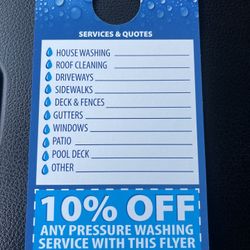 SERVICES & QUOTES
HOUSE WASHING
ROOF CLEANING
DRIVEWAYS
SIDEWALKS
DECK & FENCES
GUTTERS
WINDOWS
PATIO
POOL DECK
OTHER
10% OFF
ANY PRESSURE WASHING
SERVICE WITH THIS FLYER